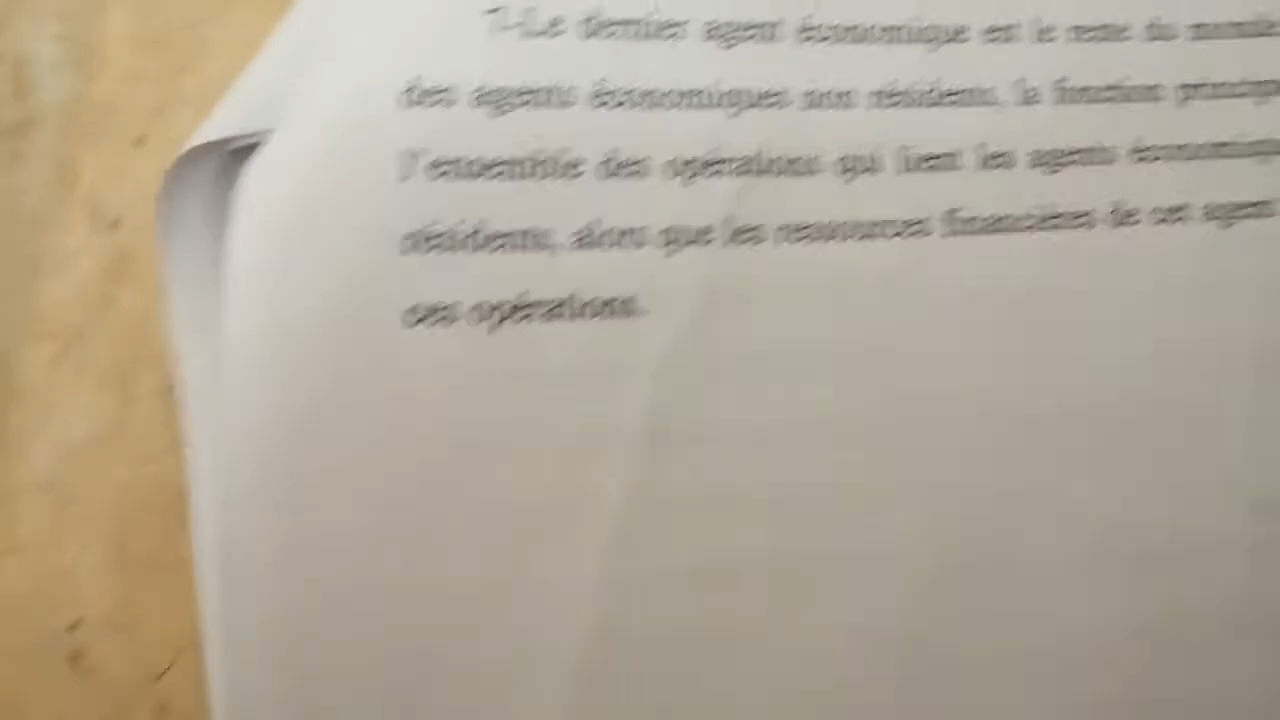 7-Le dernier agent économique est le reste du monde
des agents économiques non résidents, la fonction
l'ensemble des opérations qui lient les agents
résidents, alors que les ressources financières de cet agent
ces opérations.